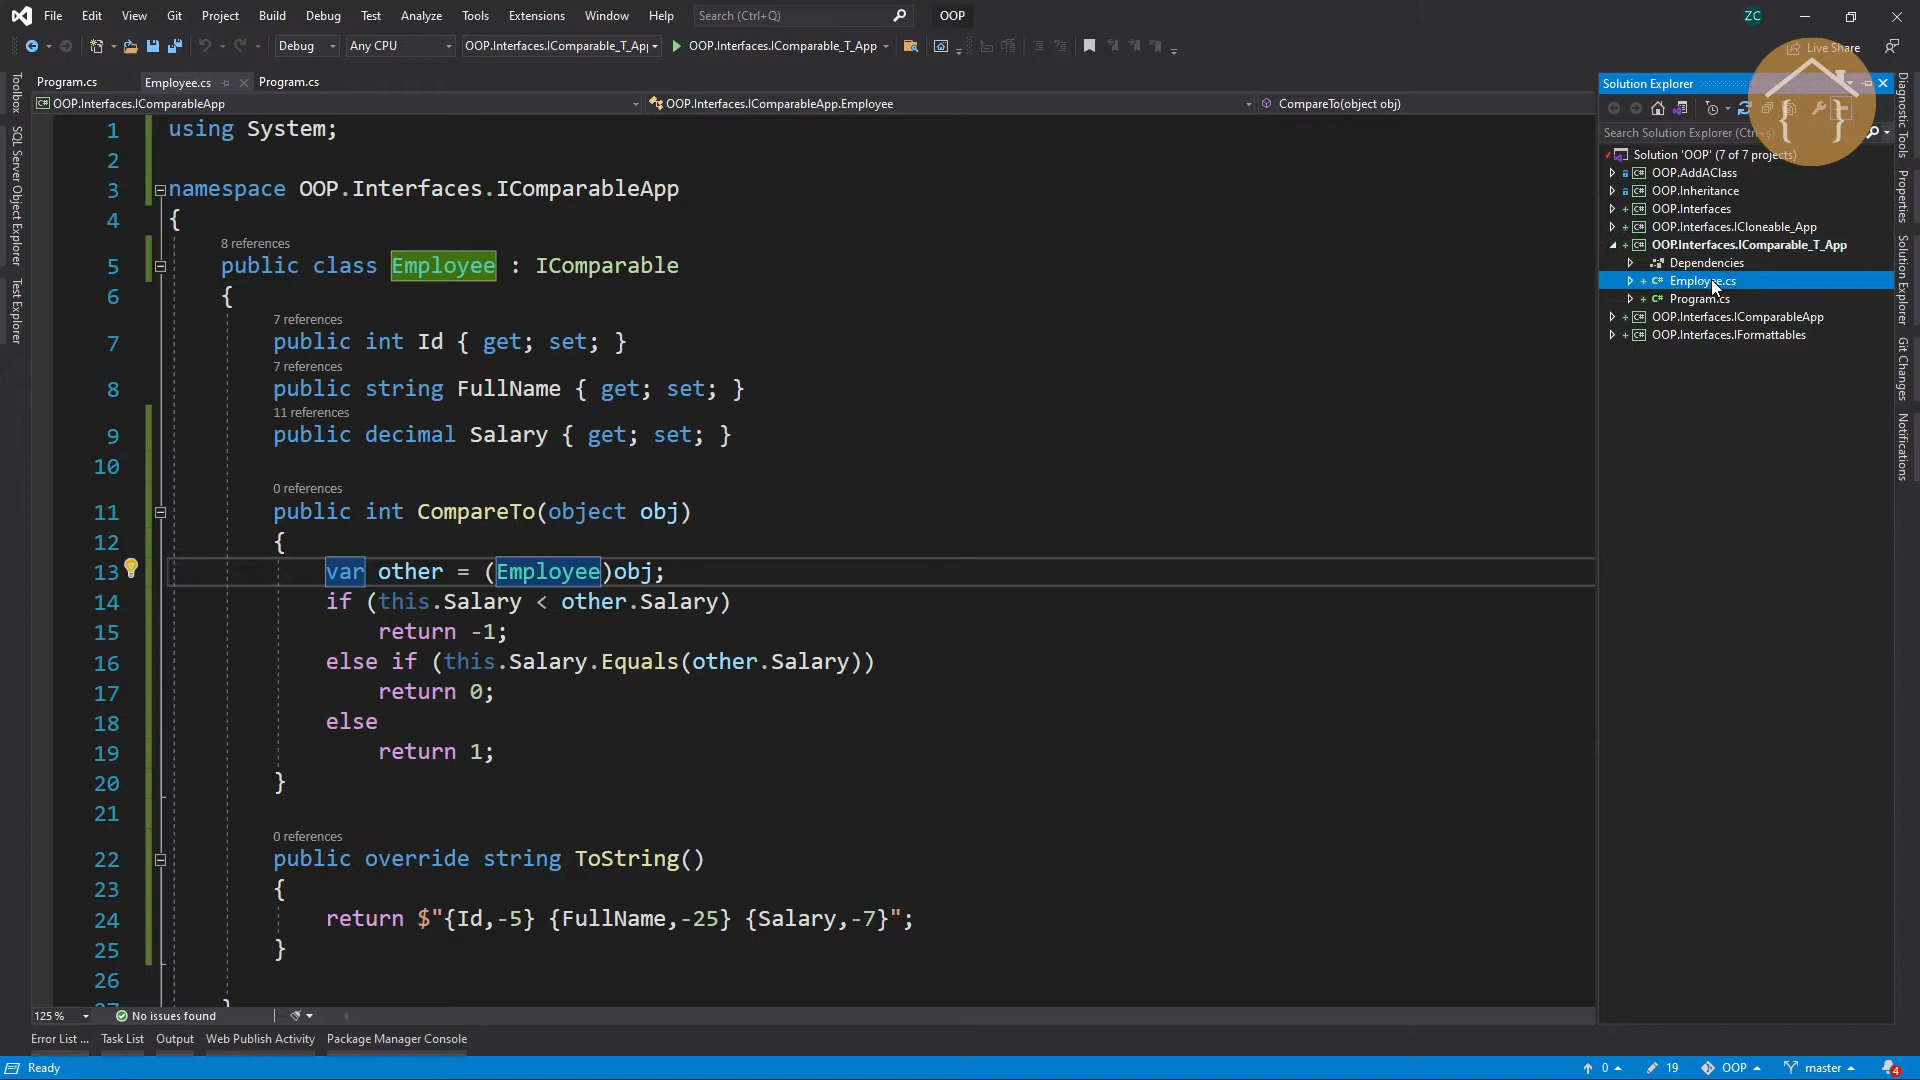 File Edit View Git Project Build Debug Test Analyze Tools Extensions Window Help Search (Ctrl+Q) OOP ZC
Debug Any CPU OOP.Interfaces.IComparable_T_Ap OOP.Interfaces.IComparable_T_App Live Share
Program.cs Employee.cs Program.cs
OOP.Interfaces.IComparableApp OOP.Interfaces.IComparableApp.Employee CompareTo(object obj)
Toolbox
SQL Server Object Explorer
Test Explorer
1 using System;
2
3 namespace OOP.Interfaces.IComparableApp
4 {
8 references
5 public class Employee : IComparable
6 {
7 references
7 public int Id { get; set; }
7 references
8 public string FullName { get; set; }
11 references
9 public decimal Salary { get; set; }
10
0 references
11 public int CompareTo(object obj)
12 {
13 var other = (Employee)obj;
14 if (this.Salary < other.Salary)
15 return -1;
16 else if (this.Salary.Equals(other.Salary))
17 return 0;
18 else
19 return 1;
20 }
21
0 references
22 public override string ToString()
23 {
24 return $"{Id,-5} {FullName,-25} {Salary,-7}";
25 }
26
27 }
125 % No issues found
Error List ... Task List Output Web Publish Activity Package Manager Console
Ready 0 19 OOP master 4
Solution Explorer
Search Solution Explorer (Ctrl+;)
Solution 'OOP' (7 of 7 projects)
OOP.AddAClass
OOP.Inheritance
OOP.Interfaces
OOP.Interfaces.ICloneable_App
OOP.Interfaces.IComparable_T_App
Dependencies
Employee.cs
Program.cs
OOP.Interfaces.IComparableApp
OOP.Interfaces.IFormattables
Diagnostic Tools
Properties
Solution Explorer
Git Changes
Notifications